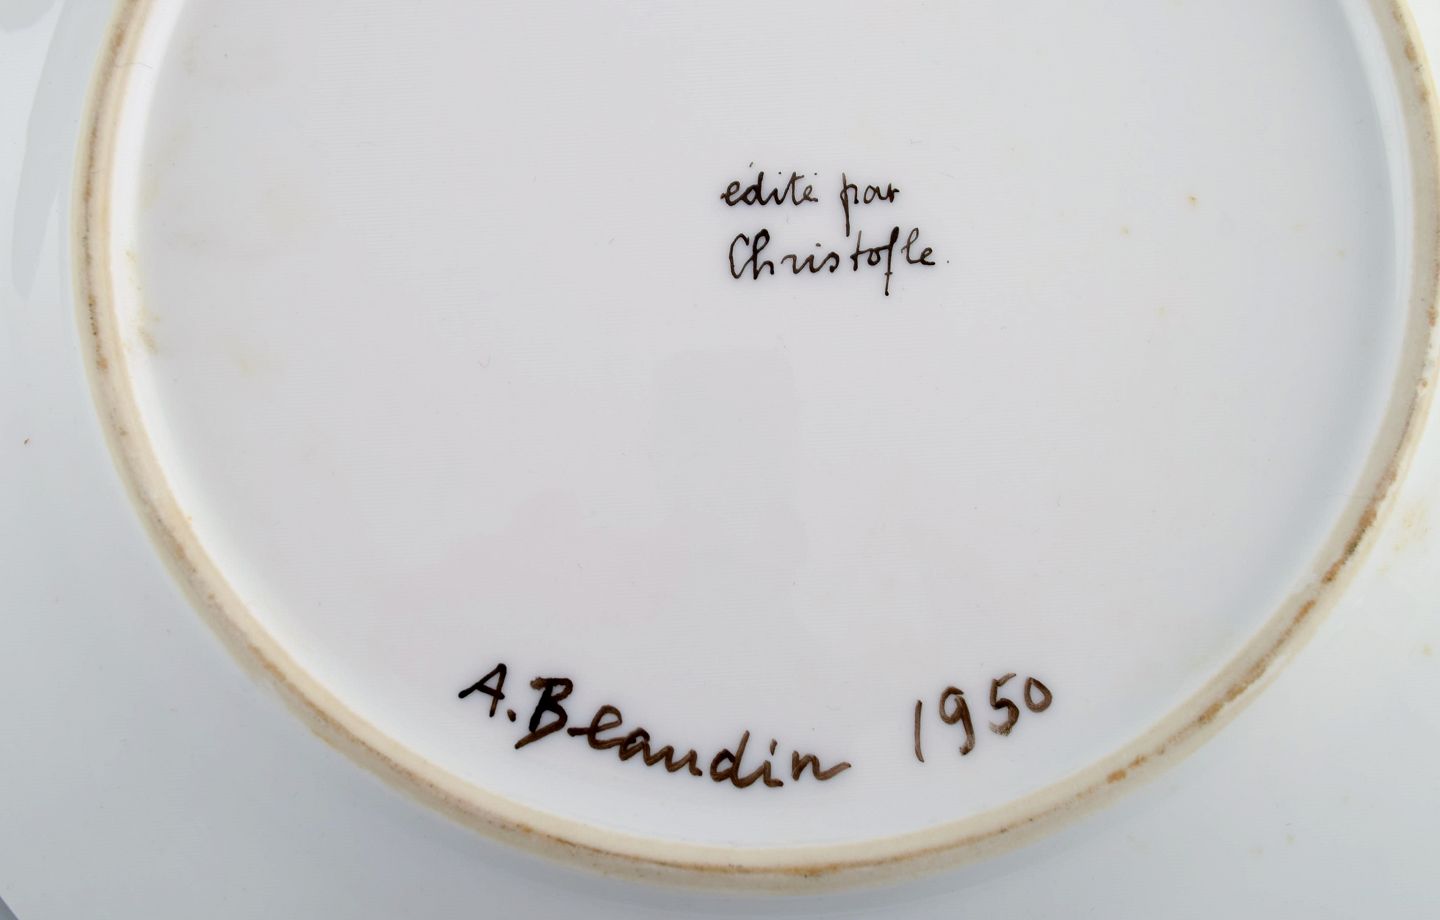 édité par
Christofle.
A. Beaudin 1950